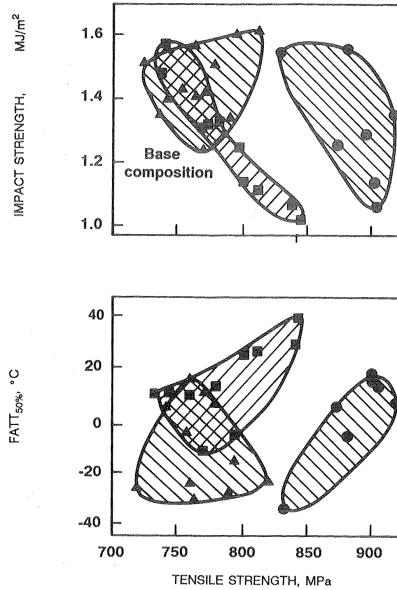 IMPACT STRENGTH, MJ/m²
1.6
1.4
1.2
1.0
Base
composition
FATT50%, °C
40
20
0
-20
-40
700
750
800
850
900
TENSILE STRENGTH, MPa